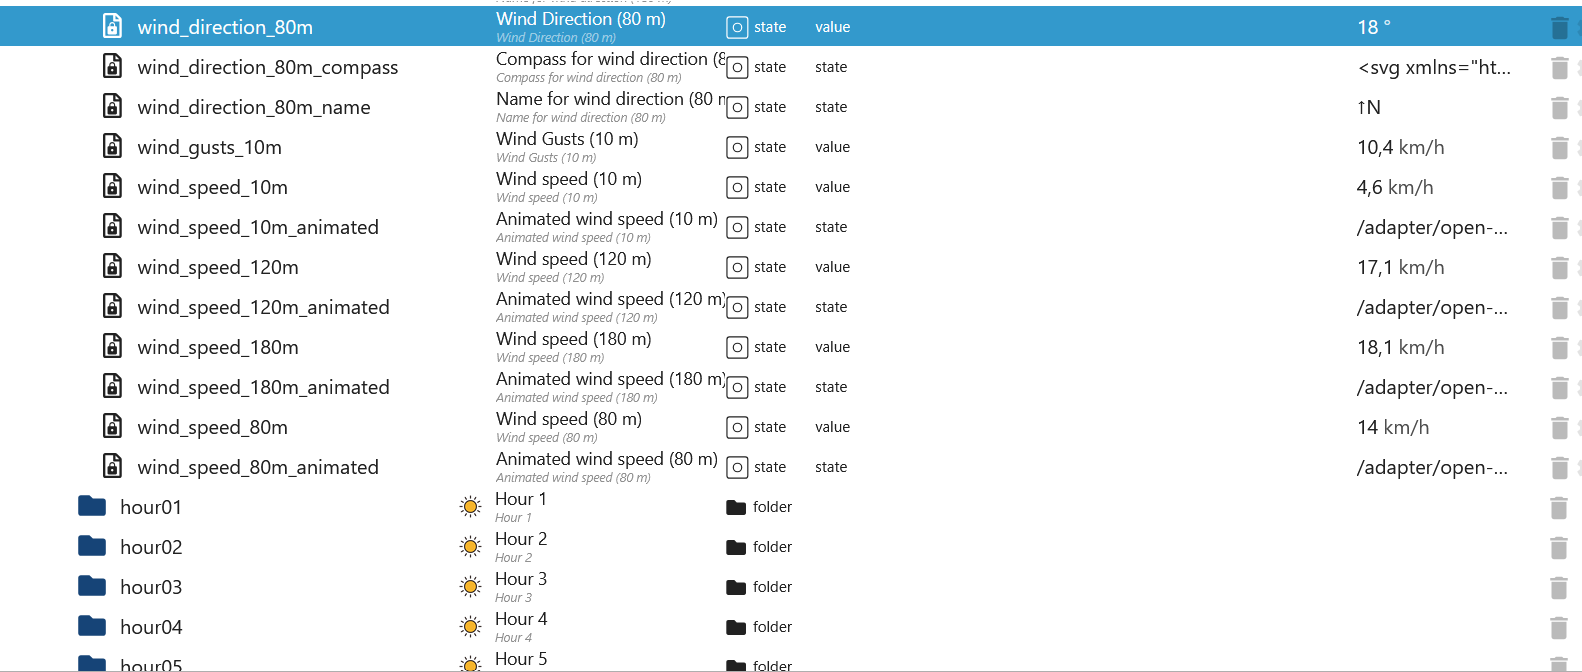 wind_direction_80m Wind Direction (80 m) state value 18 °
Wind Direction (80 m)
wind_direction_80m_compass Compass for wind direction (8 state state <svg xmlns="ht...
Compass for wind direction (80 m)
wind_direction_80m_name Name for wind direction (80 m state state ↑N
Name for wind direction (80 m)
wind_gusts_10m Wind Gusts (10 m) state value 10,4 km/h
Wind Gusts (10 m)
wind_speed_10m Wind speed (10 m) state value 4,6 km/h
Wind speed (10 m)
wind_speed_10m_animated Animated wind speed (10 m) state state /adapter/open-...
Animated wind speed (10 m)
wind_speed_120m Wind speed (120 m) state value 17,1 km/h
Wind speed (120 m)
wind_speed_120m_animated Animated wind speed (120 m) state state /adapter/open-...
Animated wind speed (120 m)
wind_speed_180m Wind speed (180 m) state value 18,1 km/h
Wind speed (180 m)
wind_speed_180m_animated Animated wind speed (180 m) state state /adapter/open-...
Animated wind speed (180 m)
wind_speed_80m Wind speed (80 m) state value 14 km/h
Wind speed (80 m)
wind_speed_80m_animated Animated wind speed (80 m) state state /adapter/open-...
Animated wind speed (80 m)
hour01 Hour 1 folder
Hour 1
hour02 Hour 2 folder
Hour 2
hour03 Hour 3 folder
Hour 3
hour04 Hour 4 folder
Hour 4
hour05 Hour 5 folder